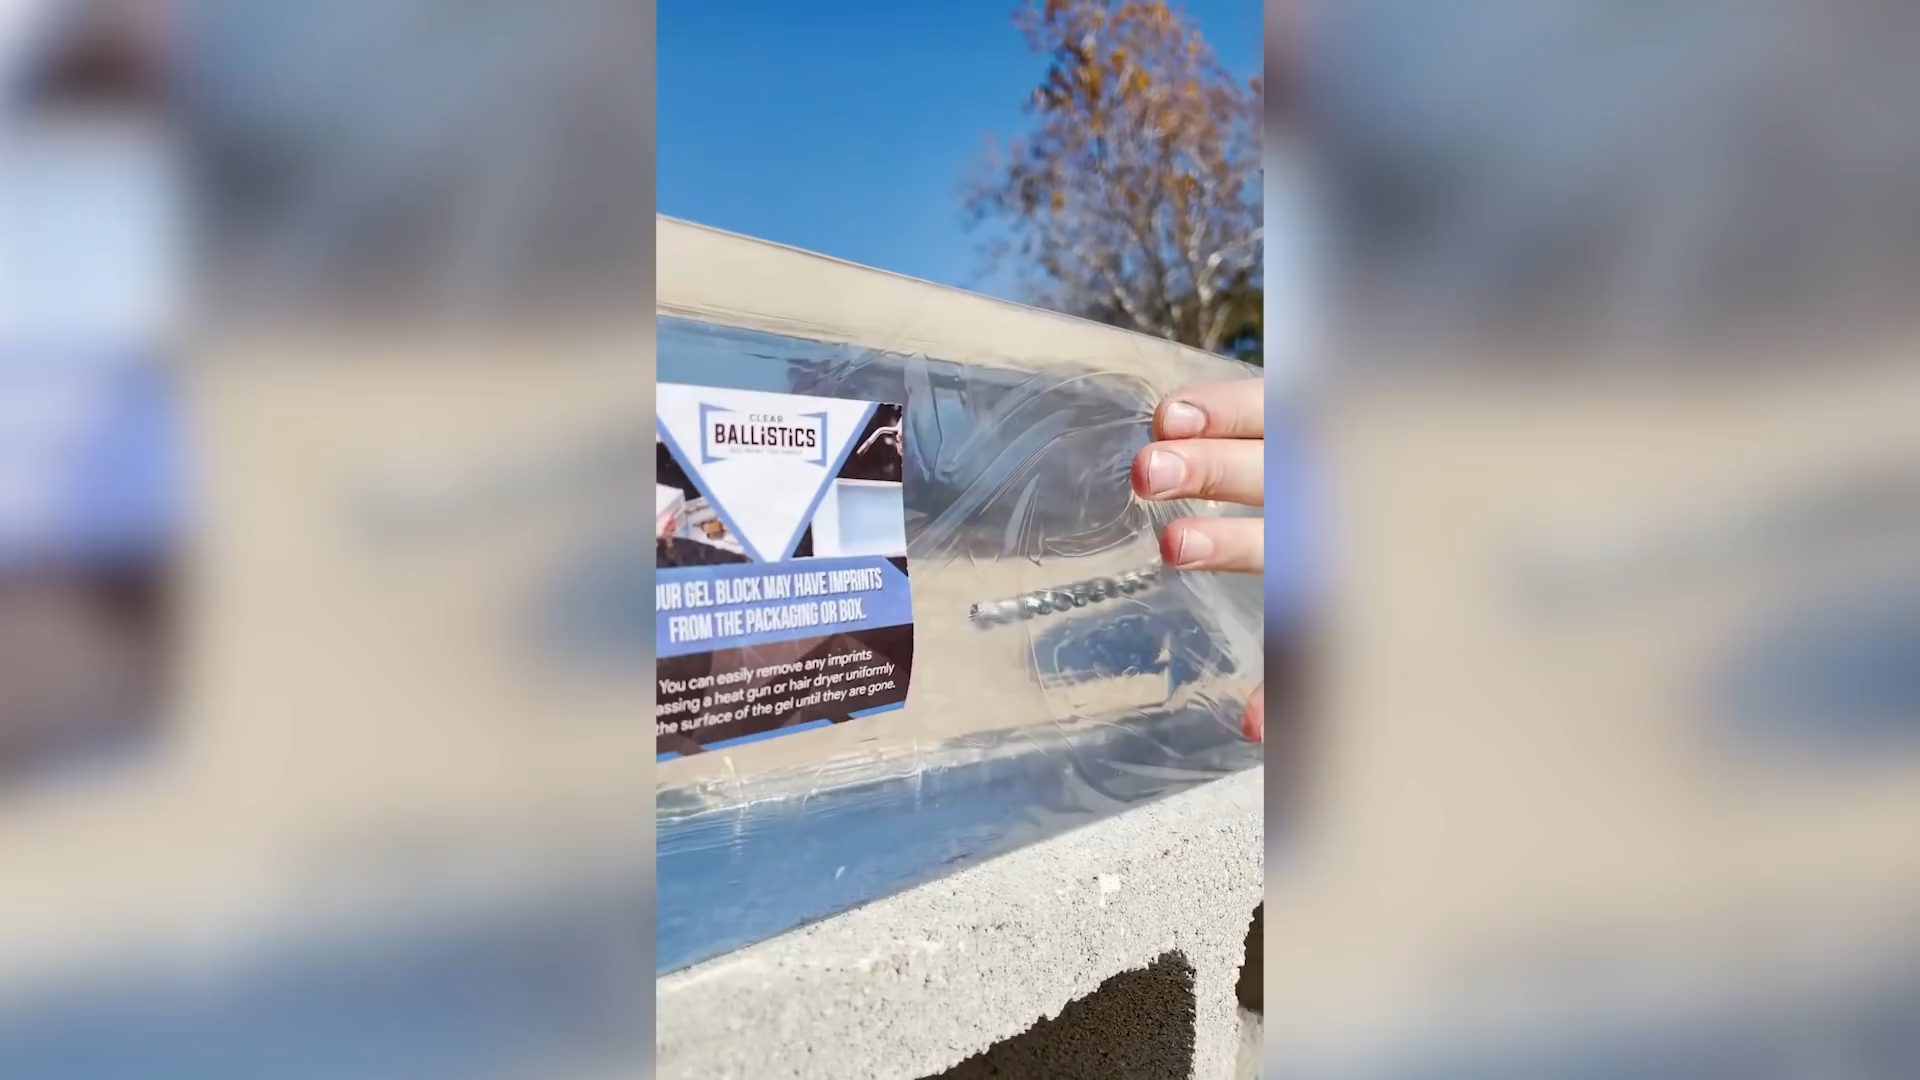 CLEAR
BALLISTICS
OUR GEL BLOCK MAY HAVE IMPRINTS
FROM THE PACKAGING OR BOX.
You can easily remove any imprints
assing a heat gun or hair dryer uniformly
the surface of the gel until they are gone.